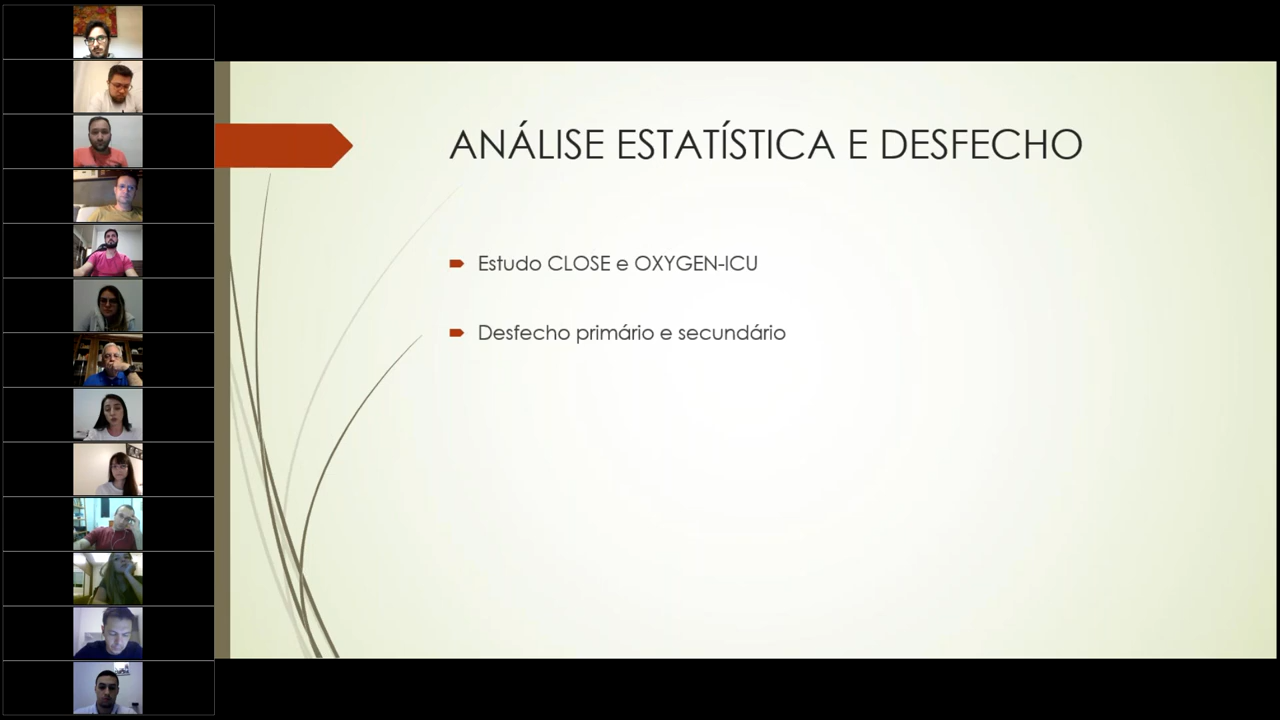 ANÁLISE ESTATÍSTICA E DESFECHO
Estudo CLOSE e OXYGEN-ICU
Desfecho primário e secundário